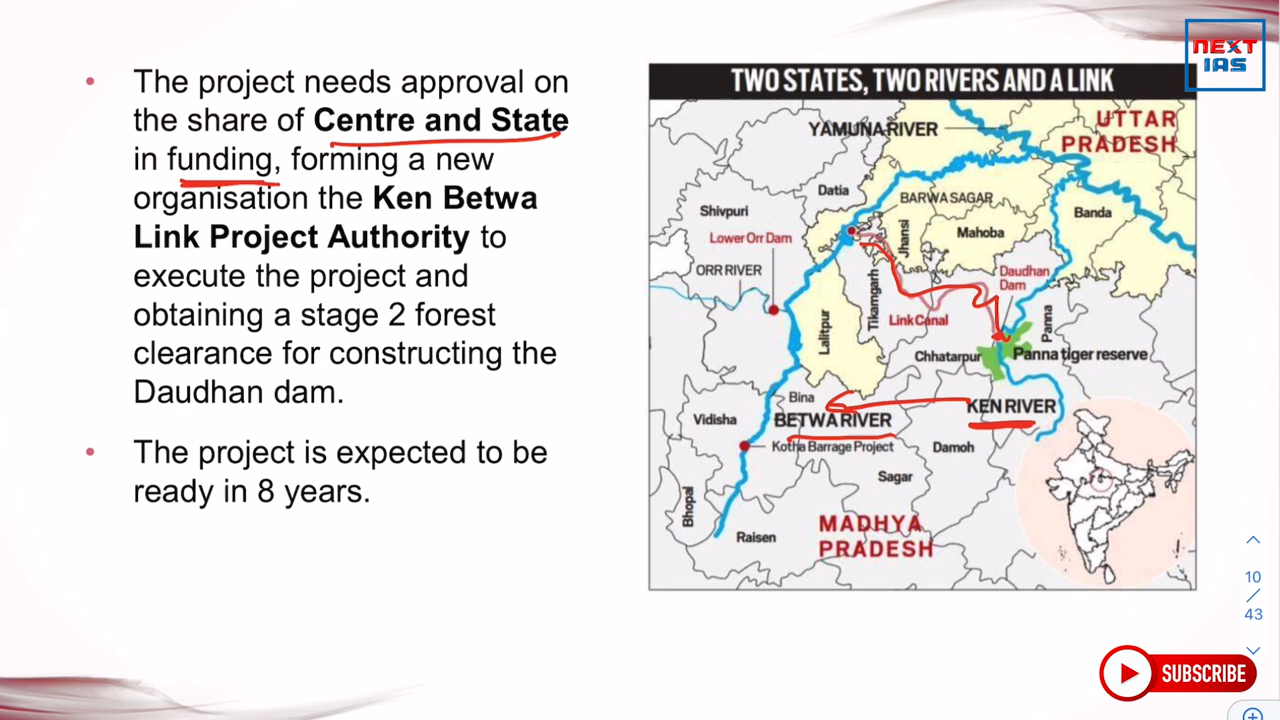 NEXT
IAS
• The project needs approval on
the share of Centre and State
in funding, forming a new
organisation the Ken Betwa
Link Project Authority to
execute the project and
obtaining a stage 2 forest
clearance for constructing the
Daudhan dam.
• The project is expected to be
ready in 8 years.
TWO STATES, TWO RIVERS AND A LINK
YAMUNA RIVER
UTTAR
PRADESH
Datia
BARWA SAGAR
Shivpuri
Banda
Lower Orr Dam
Jhansi
Mahoba
ORR RIVER
Daudhan
Dam
Tikamgarh
Link Canal
Lalitpur
Panna
Chhatarpur
Panna tiger reserve
Bina
KEN RIVER
Vidisha
BETWA RIVER
Kotha Barrage Project
Damoh
Sagar
Bhopal
Raisen
MADHYA
PRADESH
10
/
43
SUBSCRIBE